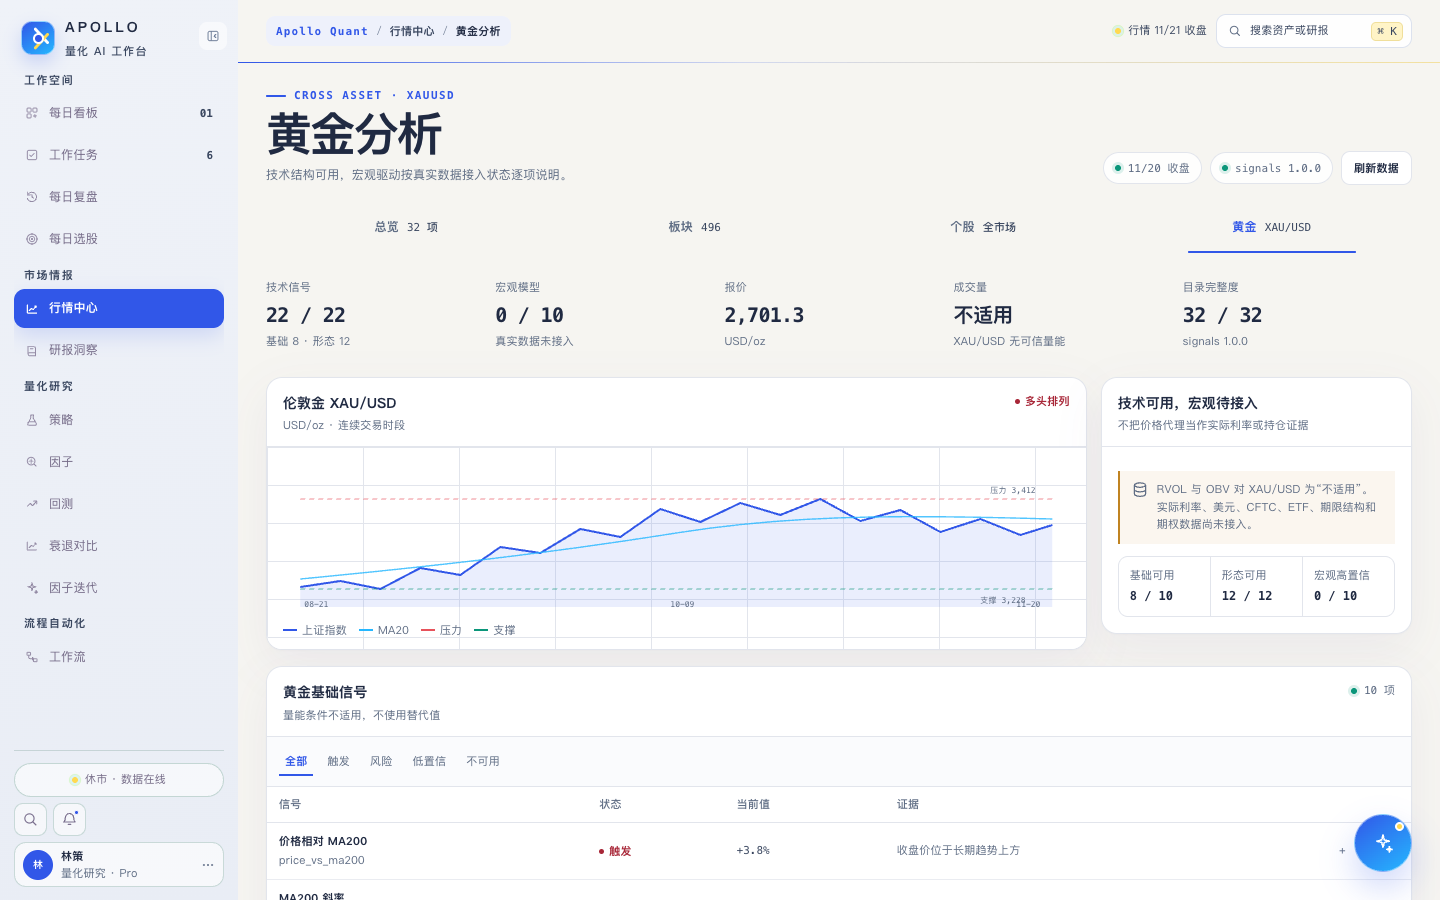 APOLLO
量化 AI 工作台
工作空间
每日看板 01
工作任务 6
每日复盘
每日选股
市场情报
行情中心
研报洞察
量化研究
策略
因子
回测
衰退对比
因子迭代
流程自动化
工作流
休市 · 数据在线
林
林策
量化研究 · Pro
Apollo Quant / 行情中心 / 黄金分析
行情 11/21 收盘
搜索资产或研报
⌘ K
CROSS ASSET · XAUUSD
黄金分析
技术结构可用，宏观驱动按真实数据接入状态逐项说明。
11/20 收盘
signals 1.0.0
刷新数据
总览 32 项
板块 496
个股 全市场
黄金 XAU/USD
技术信号
22 / 22
基础 8 · 形态 12
宏观模型
0 / 10
真实数据未接入
报价
2,701.3
USD/oz
成交量
不适用
XAU/USD 无可信量能
目录完整度
32 / 32
signals 1.0.0
伦敦金 XAU/USD
USD/oz · 连续交易时段
多头排列
压力 3,412
支撑 3,228
08-21
10-09
11-20
上证指数
MA20
压力
支撑
技术可用，宏观待接入
不把价格代理当作实际利率或持仓证据
RVOL 与 OBV 对 XAU/USD 为“不适用”。
实际利率、美元、CFTC、ETF、期限结构和
期权数据尚未接入。
基础可用
8 / 10
形态可用
12 / 12
宏观高置信
0 / 10
黄金基础信号
量能条件不适用，不使用替代值
10 项
全部
触发
风险
低置信
不可用
信号
状态
当前值
证据
价格相对 MA200
price_vs_ma200
触发
+3.8%
收盘价位于长期趋势上方
+
MA200 斜率